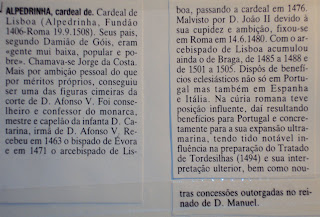 ALPEDRINHA, cardeal de. Cardeal de
Lisboa (Alpedrinha, Fundão
1406-Roma 19.9.1508). Seus pais,
segundo Damião de Góis, eram
«gente mui baixa, popular e po-
bre». Chamava-se Jorge da Costa.
Mais por ambição pessoal do que
por méritos próprios, conseguiu
ser uma das figuras cimeiras da
corte de D. Afonso V. Foi conse-
lheiro e confessor do monarca,
mestre e capelão da infanta D. Ca-
tarina, irmã de D. Afonso V. Re-
cebeu em 1463 o bispado de Évora
e em 1471 o arcebispado de Lis-
boa, passando a cardeal em 1476.
Malvisto por D. João II devido à
sua cupidez e ambição, fixou-se
em Roma em 14.6.1480. Com o ar-
cebispado de Lisboa acumulou
ainda o de Braga, de 1485 a 1488 e
de 1501 a 1505. Dispôs de benefí-
cios eclesiásticos não só em Portu-
gal mas também em Espanha e
Itália. Na cúria romana teve
posição influente, daí resultando
benefícios para Portugal e concre-
tamente para a sua expansão ultra-
marina, tendo tido notável in-
fluência na preparação do Tratado
de Tordesilhas (1494) e sua inter-
pretação ulterior, bem como nou-
tras concessões outorgadas no rei-
nado de D. Manuel.